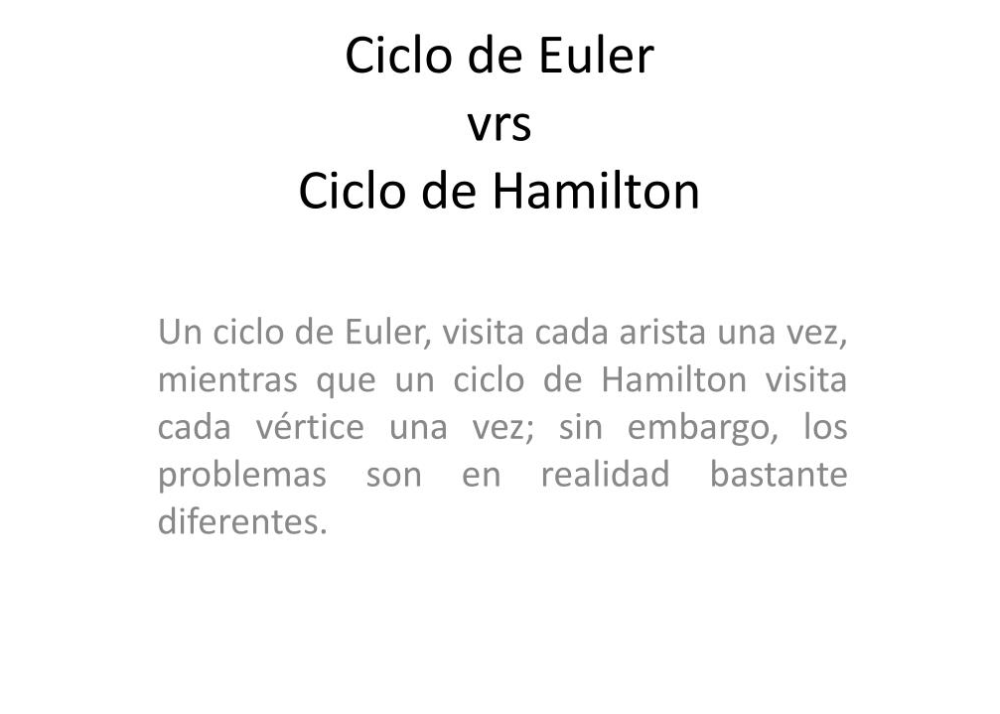 Ciclo de Euler
vrs
Ciclo de Hamilton
Un ciclo de Euler, visita cada arista una vez,
mientras que un ciclo de Hamilton visita
cada vértice una vez; sin embargo, los
problemas son en realidad bastante
diferentes.